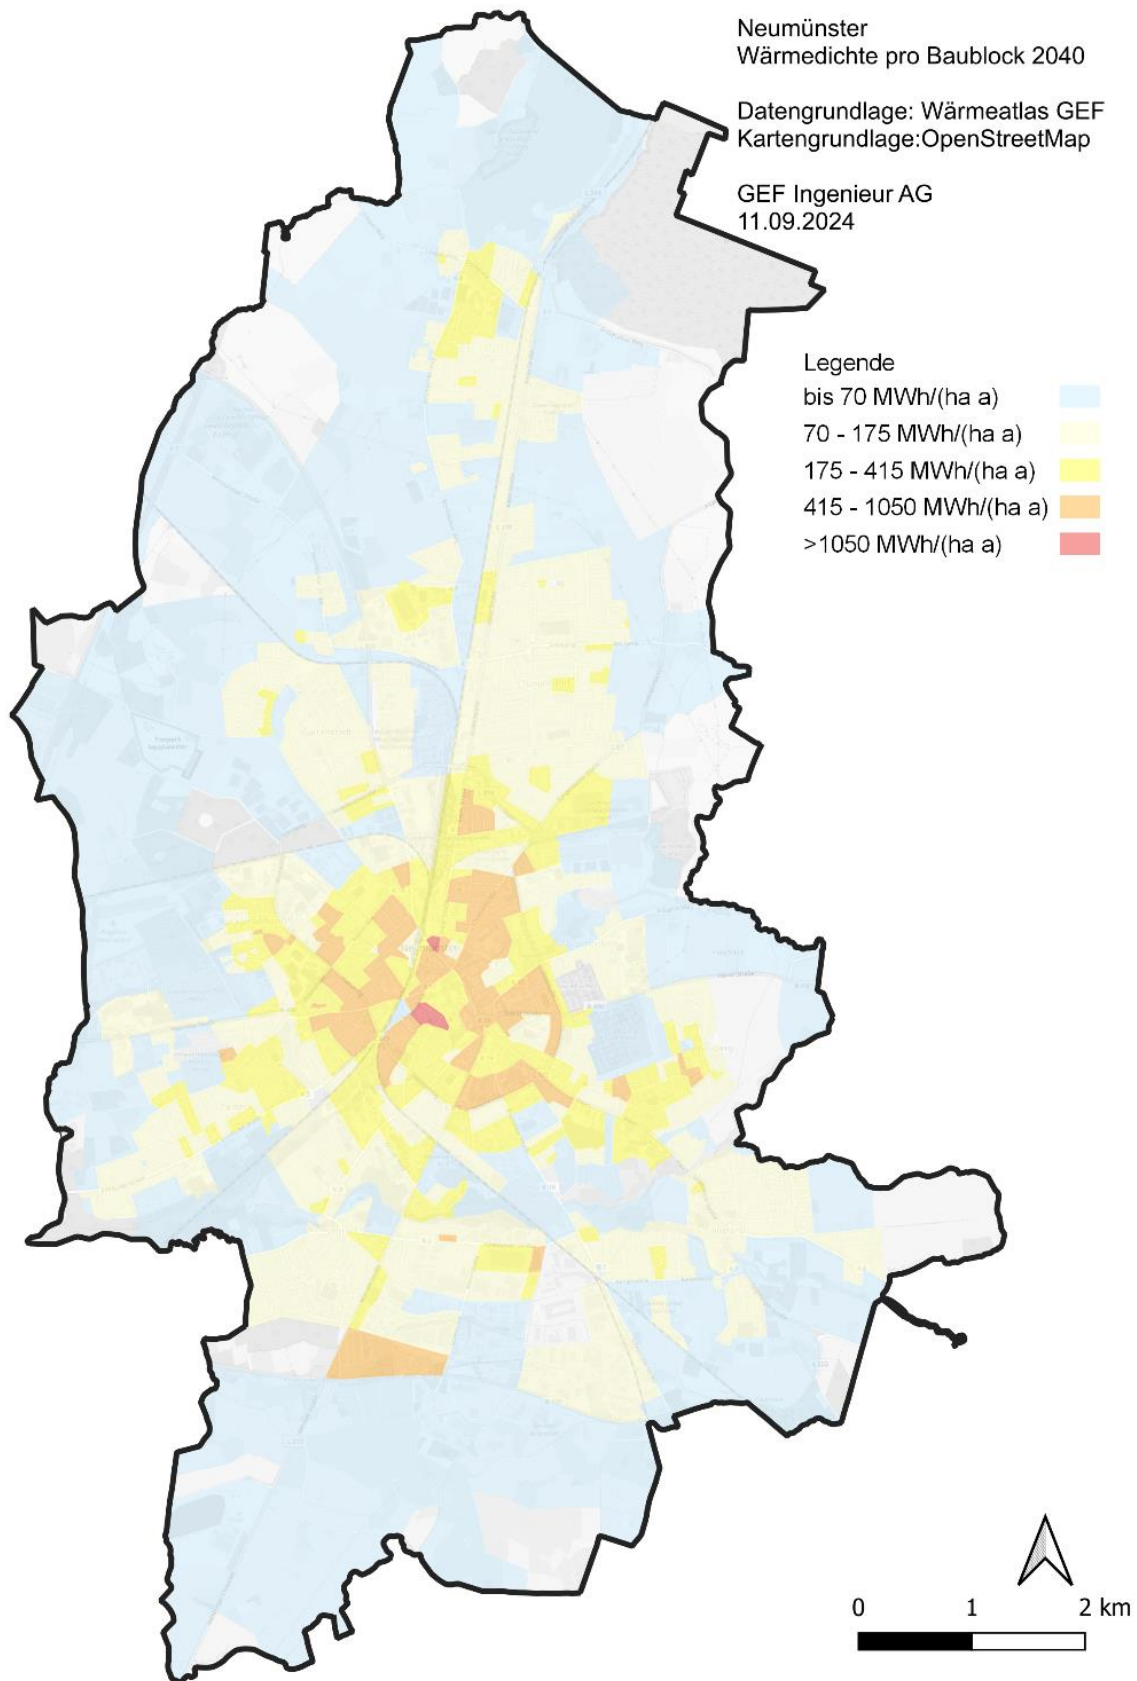 Neumünster
Wärmedichte pro Baublock 2040
Datengrundlage: Wärmeatlas GEF
Kartengrundlage:OpenStreetMap
GEF Ingenieur AG
11.09.2024
Legende
bis 70 MWh/(ha a)
70 - 175 MWh/(ha a)
175 - 415 MWh/(ha a)
415 - 1050 MWh/(ha a)
>1050 MWh/(ha a)
0 1 2 km